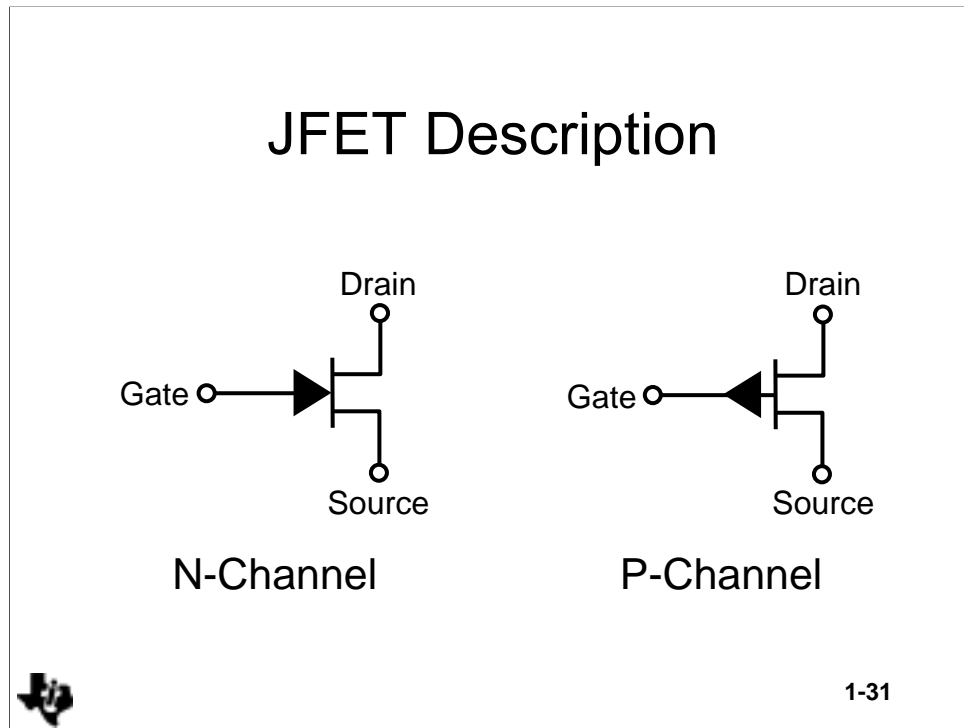 JFET Description
Drain
Drain
Gate
Gate
Source
Source
N-Channel
P-Channel
1-31